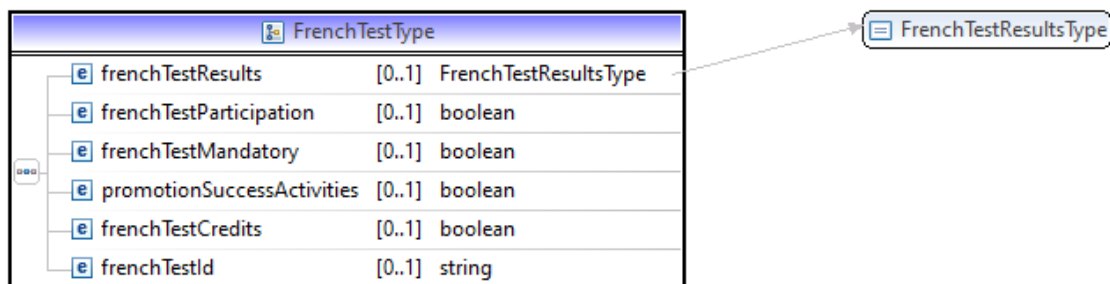 FrenchTestType
FrenchTestResultsType
e frenchTestResults [0..1] FrenchTestResultsType
e frenchTestParticipation [0..1] boolean
e frenchTestMandatory [0..1] boolean
e promotionSuccessActivities [0..1] boolean
e frenchTestCredits [0..1] boolean
e frenchTestId [0..1] string